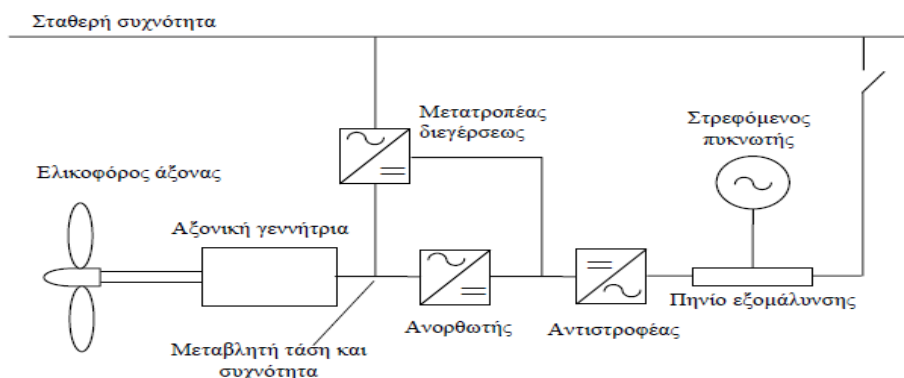 Σταθερή συχνότητα
Μετατροπέας
διεγέρσεως
Στρεφόμενος
πυκνωτής
Ελικοφόρος άξονας
Αξονική γεννήτρια
Πηνίο εξομάλυνσης
Ανορθωτής
Αντιστροφέας
Μεταβλητή τάση και
συχνότητα